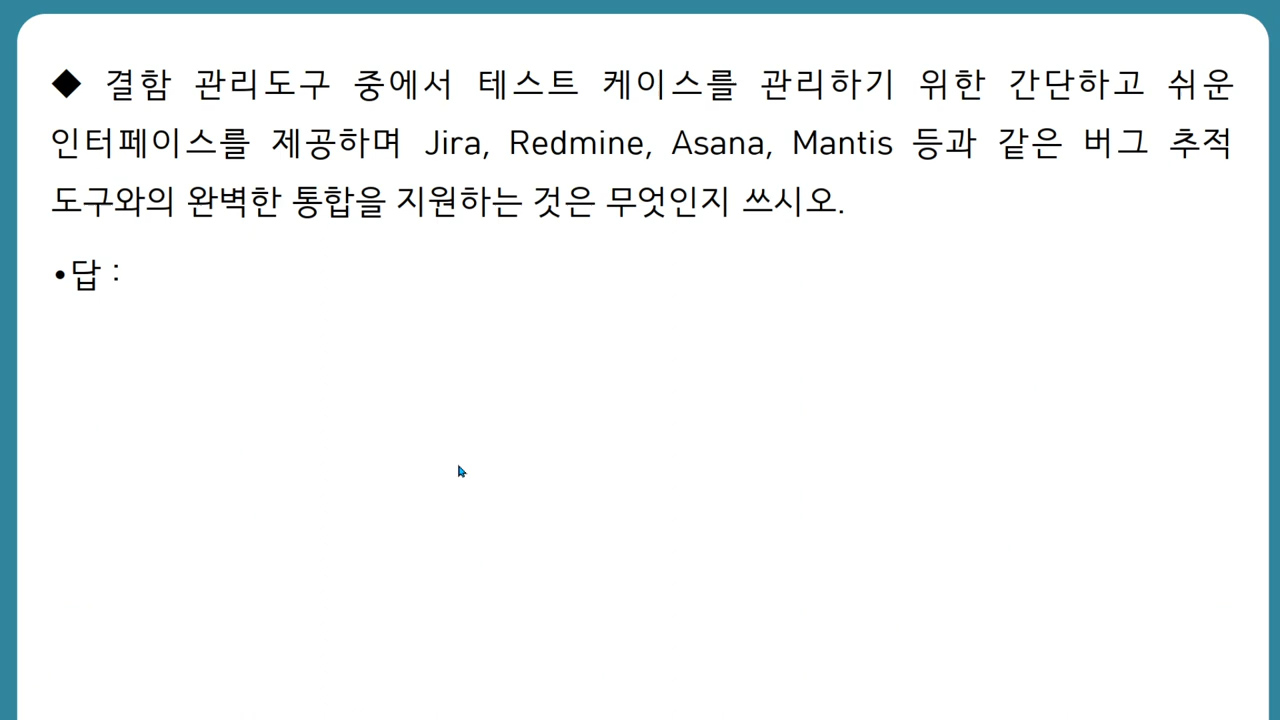 ◆ 결함 관리도구 중에서 테스트 케이스를 관리하기 위한 간단하고 쉬운
인터페이스를 제공하며 Jira, Redmine, Asana, Mantis 등과 같은 버그 추적
도구와의 완벽한 통합을 지원하는 것은 무엇인지 쓰시오.
•답 :